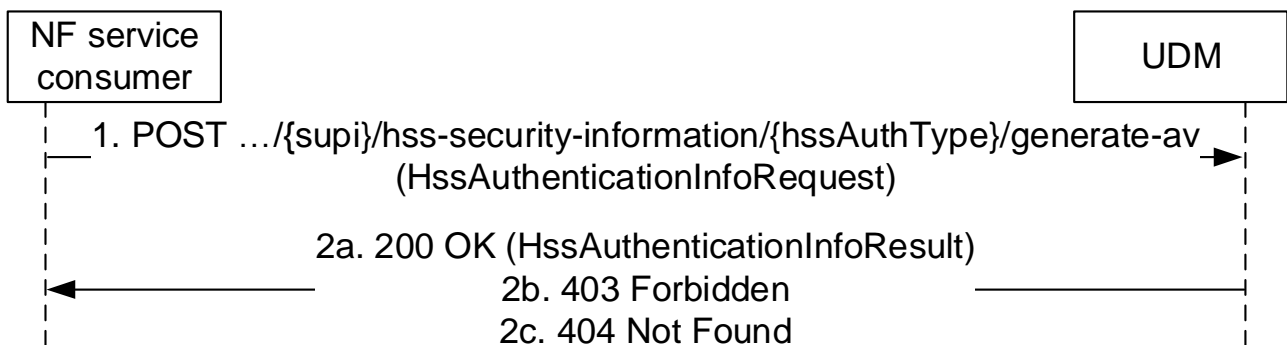 NF service
consumer
UDM
1. POST …/{supi}/hss-security-information/{hssAuthType}/generate-av
(HssAuthenticationInfoRequest)
2a. 200 OK (HssAuthenticationInfoResult)
2b. 403 Forbidden
2c. 404 Not Found